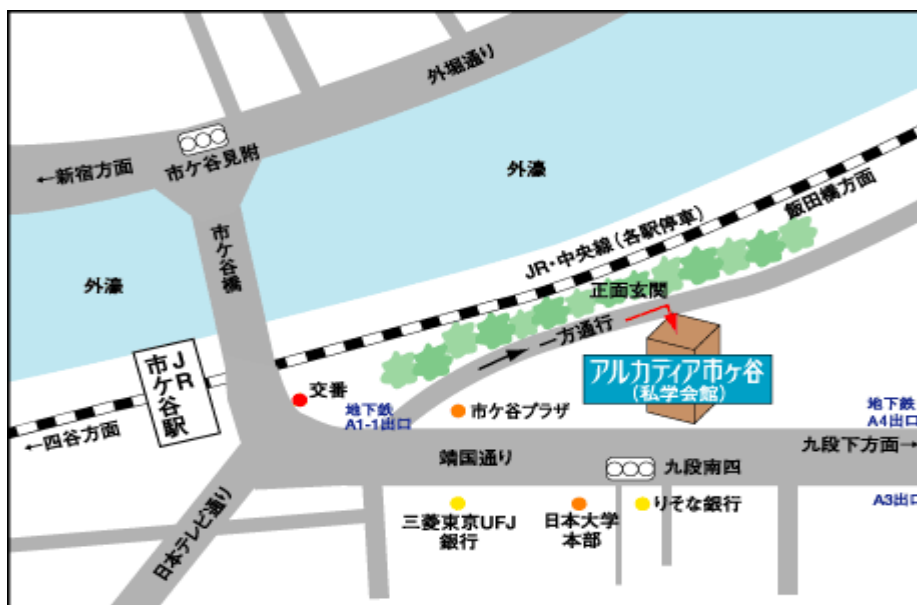 外堀通り
←新宿方面
市ケ谷見附
外濠
飯田橋方面
市ケ谷橋
JR・中央線(各駅停車)
外濠
正面玄関
一方通行
JR
市ケ谷駅
アルカディア市ヶ谷
(私学会館)
交番
地下鉄
A1-1出口
市ケ谷プラザ
地下鉄
A4出口
←四谷方面
靖国通り
九段南四
九段下方面→
日本テレビ通り
三菱東京UFJ
銀行
日本大学
本部
りそな銀行
A3出口